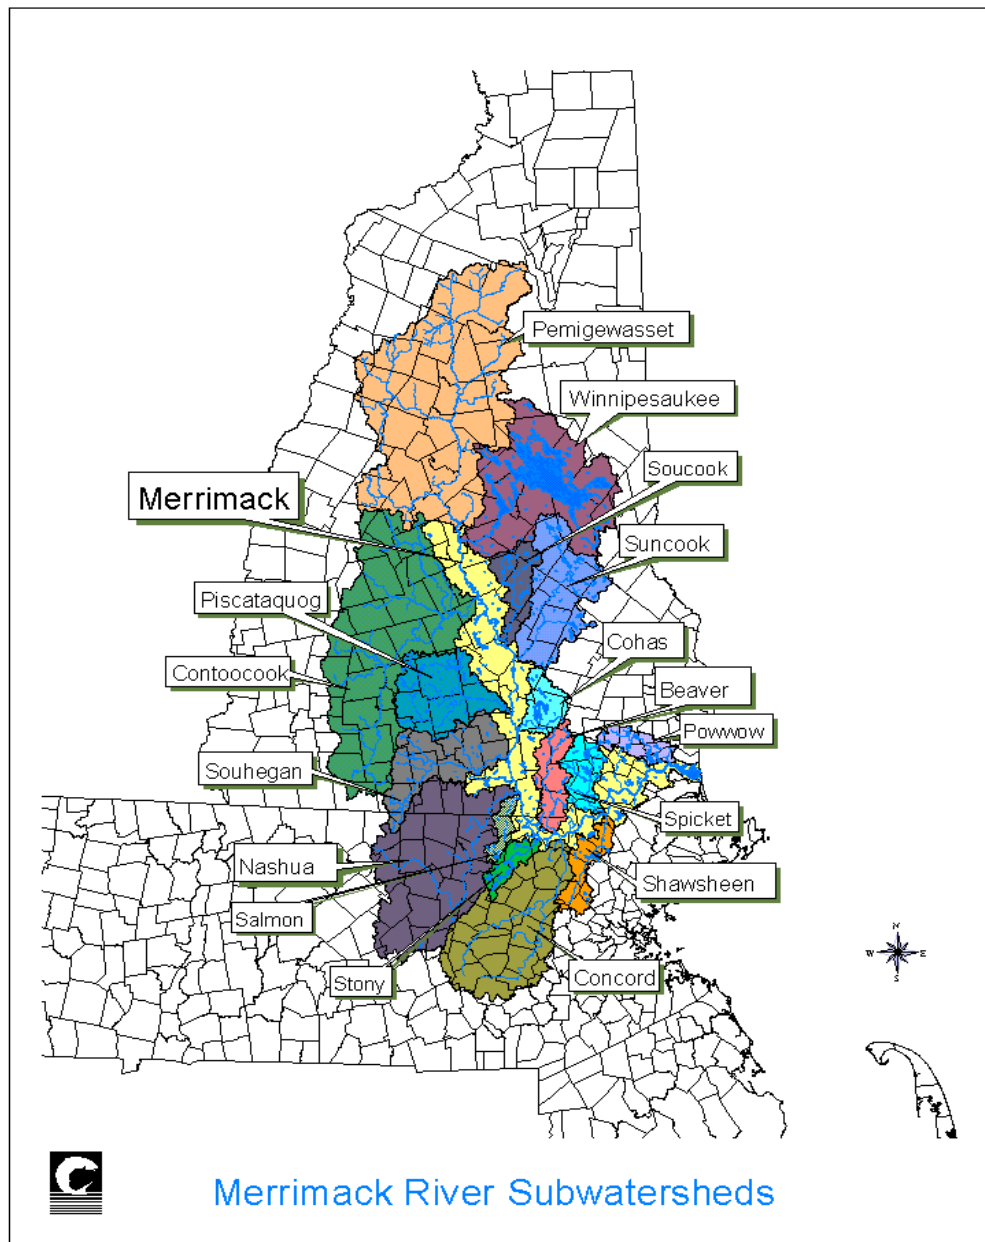 Pemigewasset
Winnipesaukee
Soucook
Merrimack
Suncook
Piscataquog
Cohas
Contoocook
Beaver
Powwow
Souhegan
Spicket
Nashua
Shawsheen
Salmon
Stony
Concord
N
W E
S
Merrimack River Subwatersheds